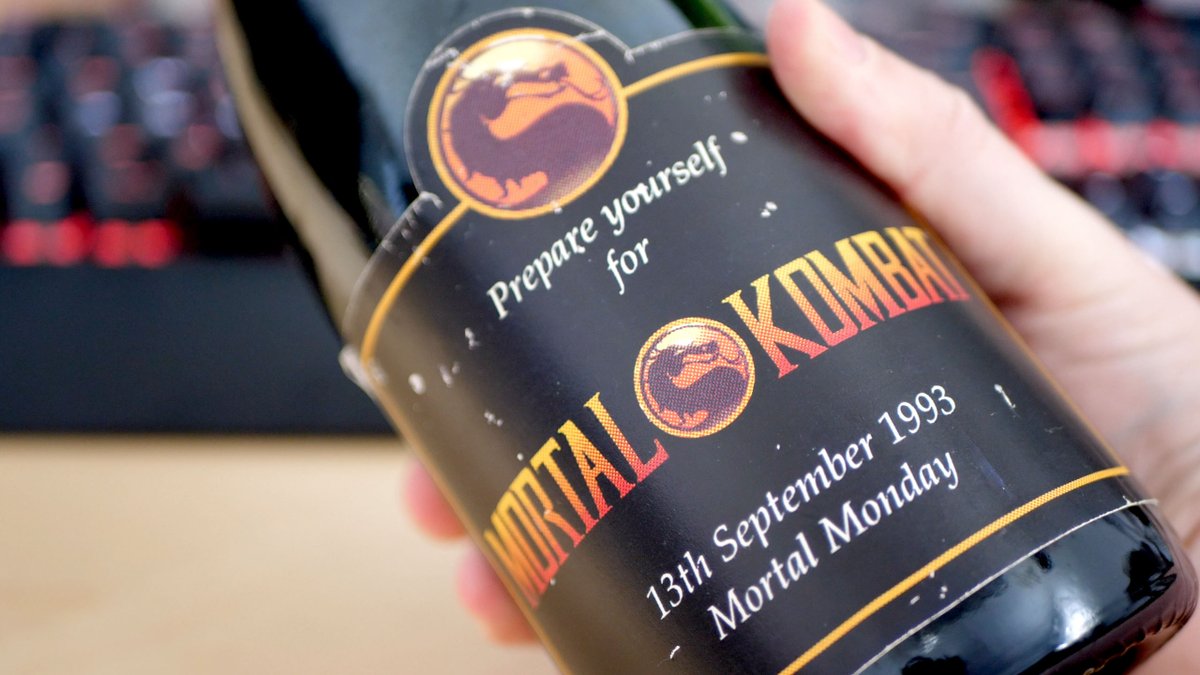 Prepare yourself
for
MORTAL KOMBAT
13th September 1993
Mortal Monday